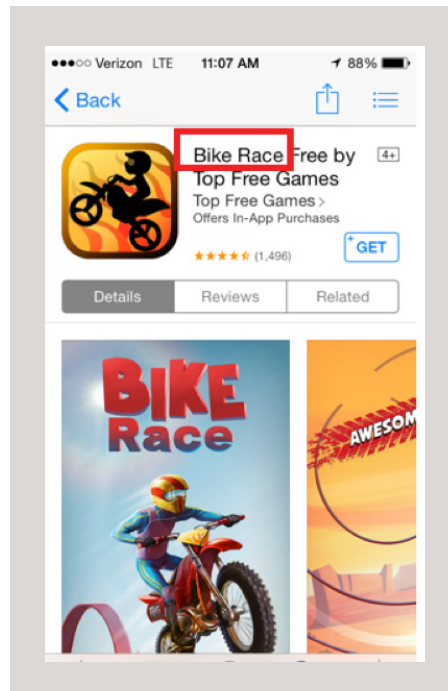 Verizon LTE 11:07 AM 88%
Back
Bike Race Free by 4+
Top Free Games
Top Free Games >
Offers In-App Purchases
★★★★☆ (1,496) + GET
Details Reviews Related
BIKE
Race
AWESOM